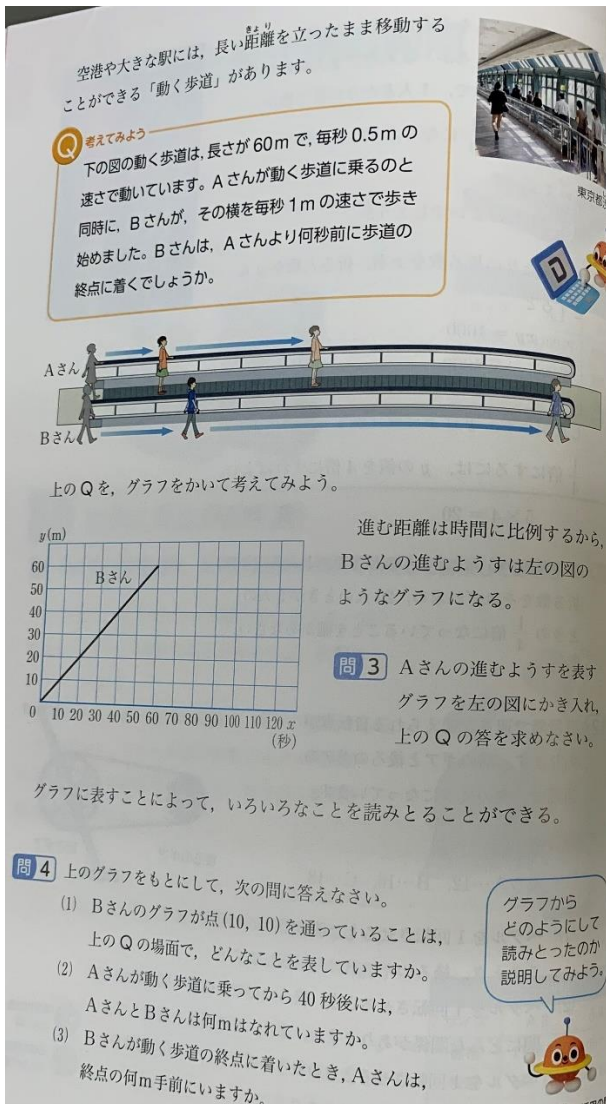 空港や大きな駅には，長い距離を立ったまま移動する
きょり
ことができる「動く歩道」があります。
Q 考えてみよう
下の図の動く歩道は，長さが60mで，毎秒0.5mの
速さで動いています。Aさんが動く歩道に乗るのと
同時に，Bさんが，その横を毎秒1mの速さで歩き
始めました。Bさんは，Aさんより何秒前に歩道の
終点に着くでしょうか。
東京都
D
Aさん
Bさん
上のQを，グラフをかいて考えてみよう。
y(m)
60
50
40
30
20
10
0 10 20 30 40 50 60 70 80 90 100 110 120 x
(秒)
Bさん
進む距離は時間に比例するから，
Bさんの進むようすは左の図の
ようなグラフになる。
問3 Aさんの進むようすを表す
グラフを左の図にかき入れ，
上のQの答を求めなさい。
グラフに表すことによって，いろいろなことを読みとることができる。
問4 上のグラフをもとにして，次の問に答えなさい。
(1) Bさんのグラフが点(10, 10)を通っていることは，
上のQの場面で，どんなことを表していますか。
(2) Aさんが動く歩道に乗ってから40秒後には，
AさんとBさんは何mはなれていますか。
(3) Bさんが動く歩道の終点に着いたとき，Aさんは，
終点の何m手前にいますか。
グラフから
どのようにして
読みとったのか
説明してみよう。